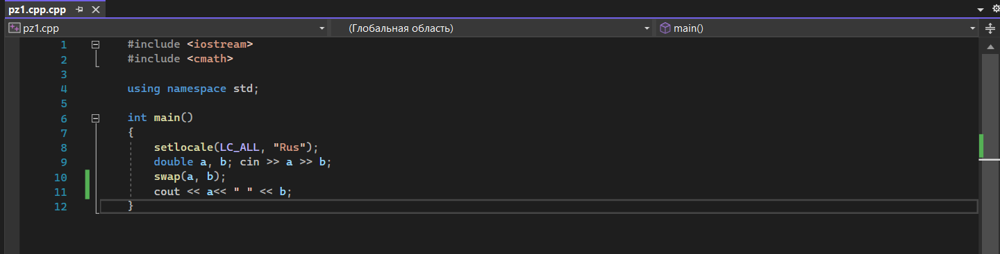 pz1.cpp.cpp
pz1.cpp (Глобальная область) main()
1 #include <iostream>
2 #include <cmath>
3
4 using namespace std;
5
6 int main()
7 {
8 setlocale(LC_ALL, "Rus");
9 double a, b; cin >> a >> b;
10 swap(a, b);
11 cout << a<< " " << b;
12 }